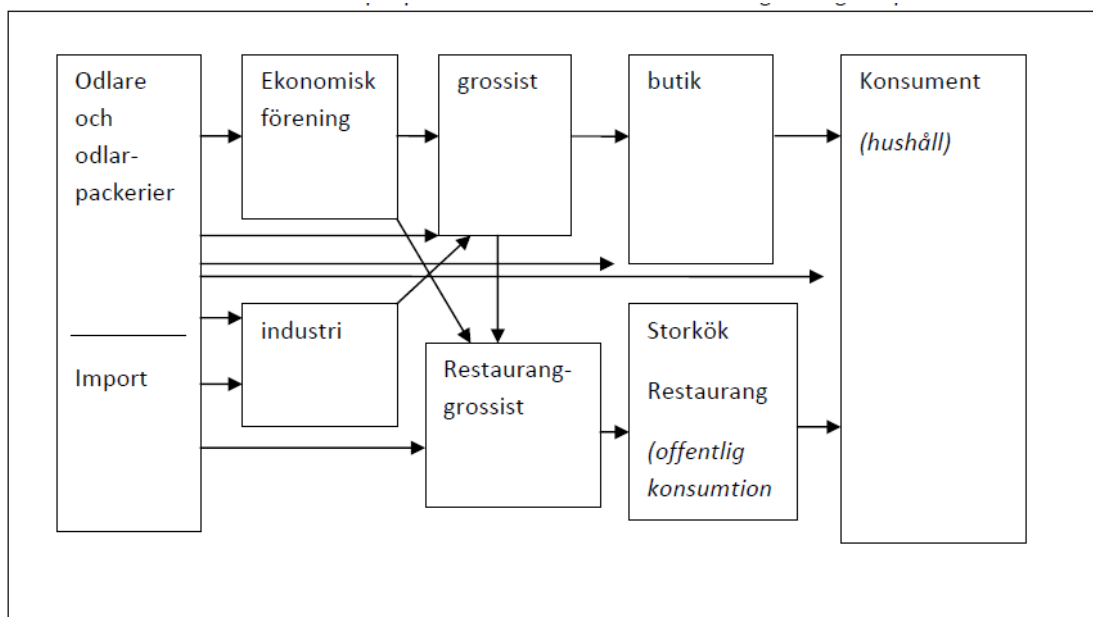 Odlare
och
odlar-
packerier
Import
Ekonomisk
förening
grossist
butik
Konsument
(hushåll)
industri
Restaurang-
grossist
Storkök
Restaurang
(offentlig
konsumtion